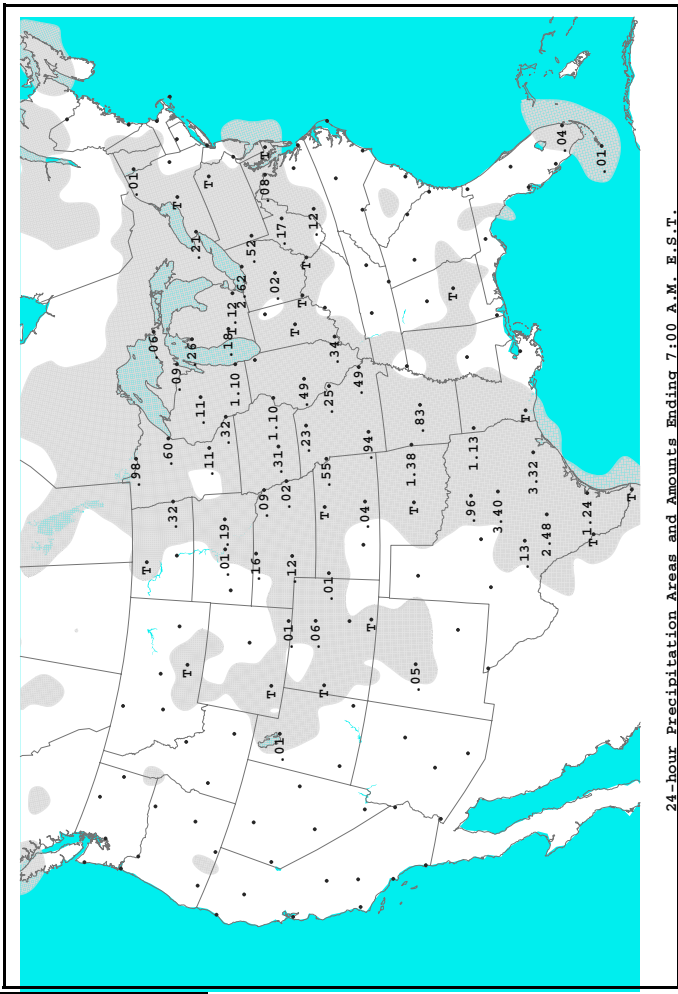 .98
.01
T
.06
.60
.32
.09
T
T
.26
.21
.11
.11
T
.01
.19
.32
.18
1.12
1.10
2.62
.52
.16
.09
.08
T
T
1.10
.02
.01
.31
.17
.01
.02
.12
T
T
.49
T
.23
.12
.06
T
T
.55
.01
.25
.34
.49
.04
.94
T
1.38
T
.05
.83
T
.96
1.13
3.40
.13
T
3.32
2.48
.04
T
1.24
.01
T
24-hour Precipitation Areas and Amounts Ending 7:00 A.M. E.S.T.